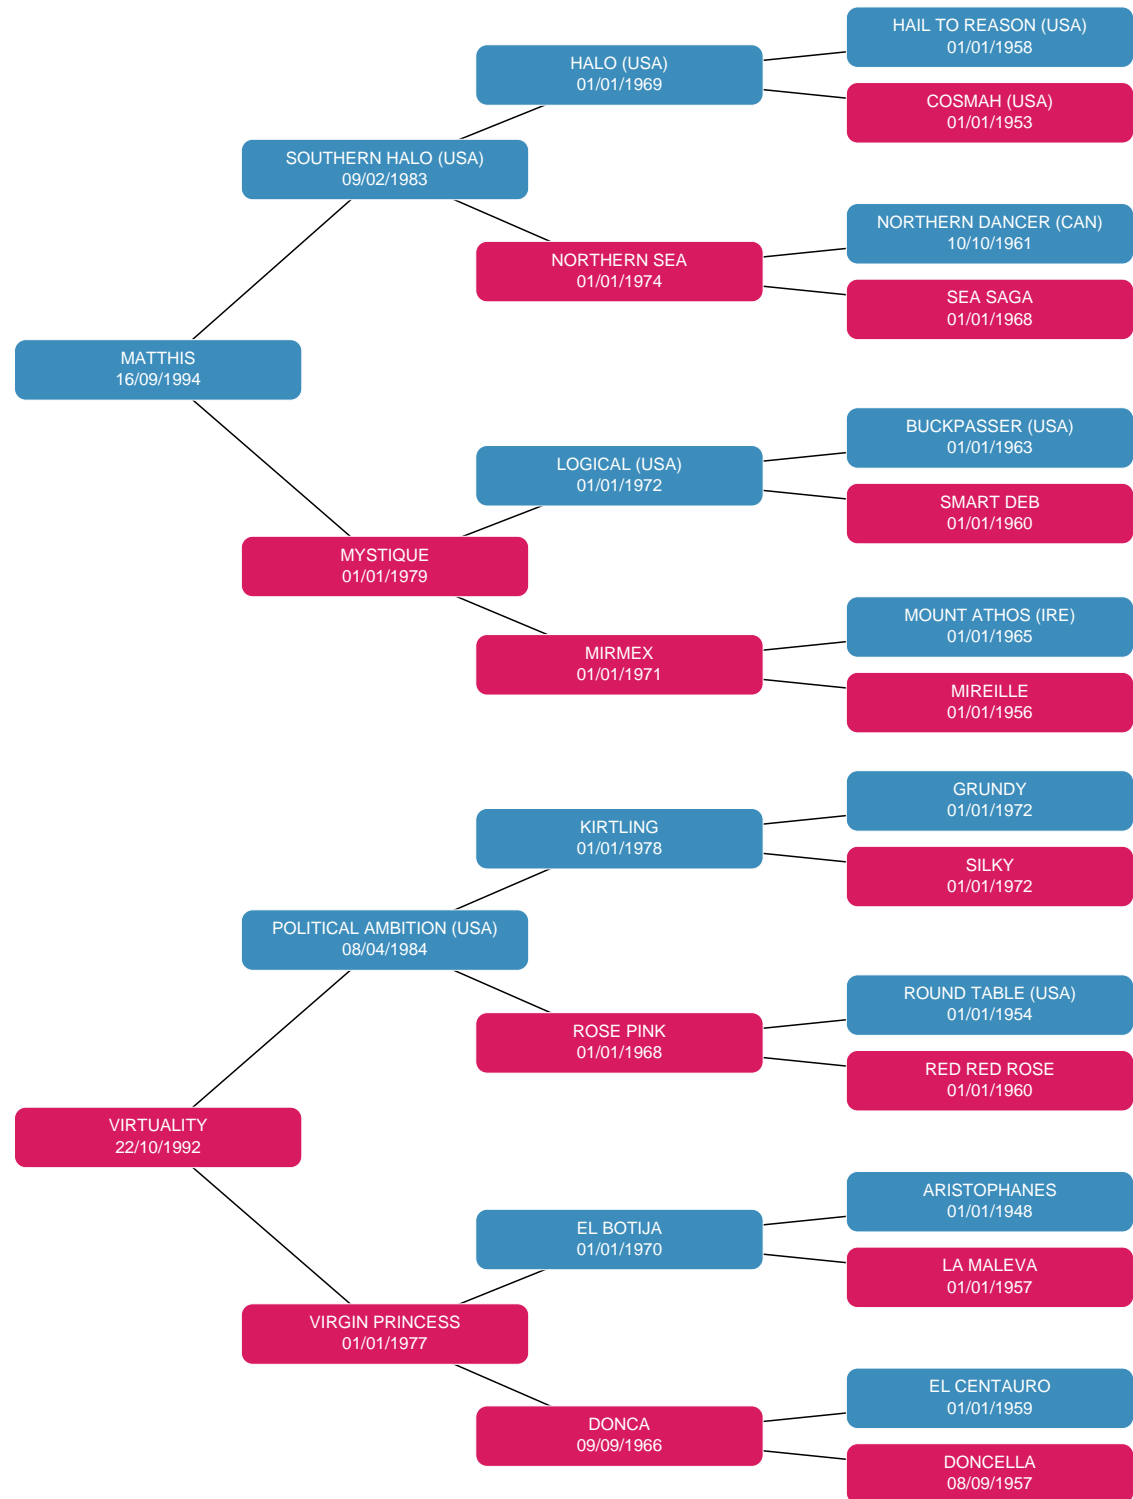 HAIL TO REASON (USA)
01/01/1958
HALO (USA)
01/01/1969
COSMAH (USA)
01/01/1953
SOUTHERN HALO (USA)
09/02/1983
NORTHERN DANCER (CAN)
10/10/1961
NORTHERN SEA
01/01/1974
SEA SAGA
01/01/1968
MATTHIS
16/09/1994
BUCKPASSER (USA)
01/01/1963
LOGICAL (USA)
01/01/1972
SMART DEB
01/01/1960
MYSTIQUE
01/01/1979
MOUNT ATHOS (IRE)
01/01/1965
MIRMEX
01/01/1971
MIREILLE
01/01/1956
GRUNDY
01/01/1972
KIRTLING
01/01/1978
SILKY
01/01/1972
POLITICAL AMBITION (USA)
08/04/1984
ROUND TABLE (USA)
01/01/1954
ROSE PINK
01/01/1968
RED RED ROSE
01/01/1960
VIRTUALITY
22/10/1992
ARISTOPHANES
01/01/1948
EL BOTIJA
01/01/1970
LA MALEVA
01/01/1957
VIRGIN PRINCESS
01/01/1977
EL CENTAURO
01/01/1959
DONCA
09/09/1966
DONCELLA
08/09/1957